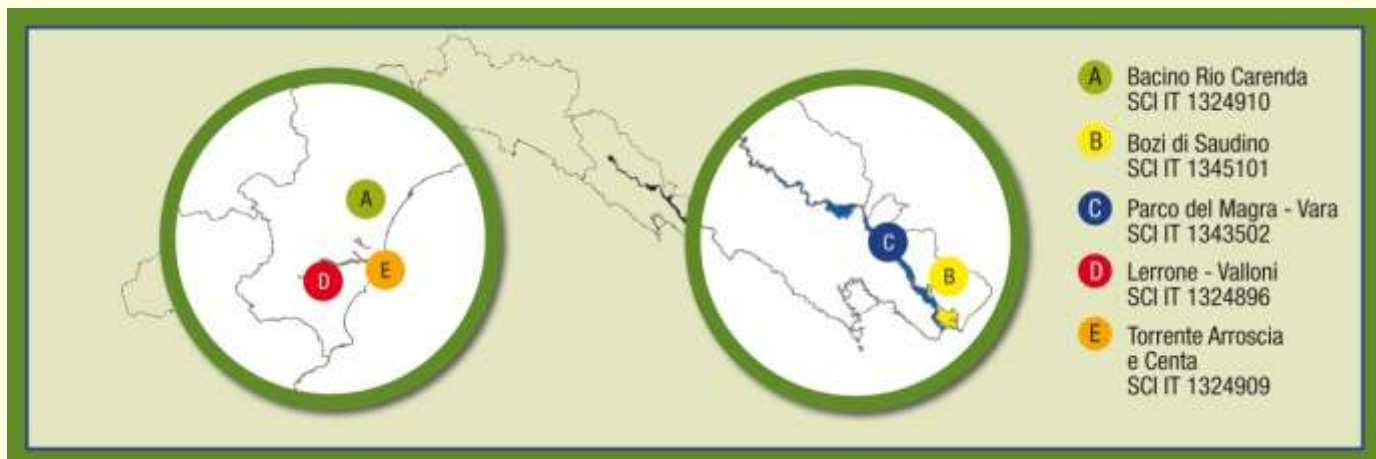 A
D
E
C
B
A
Bacino Rio Carenda
SCI IT 1324910
B
Bozi di Saudino
SCI IT 1345101
C
Parco del Magra - Vara
SCI IT 1343502
D
Lerrone - Valloni
SCI IT 1324896
E
Torrente Arroscia
e Centa
SCI IT 1324909